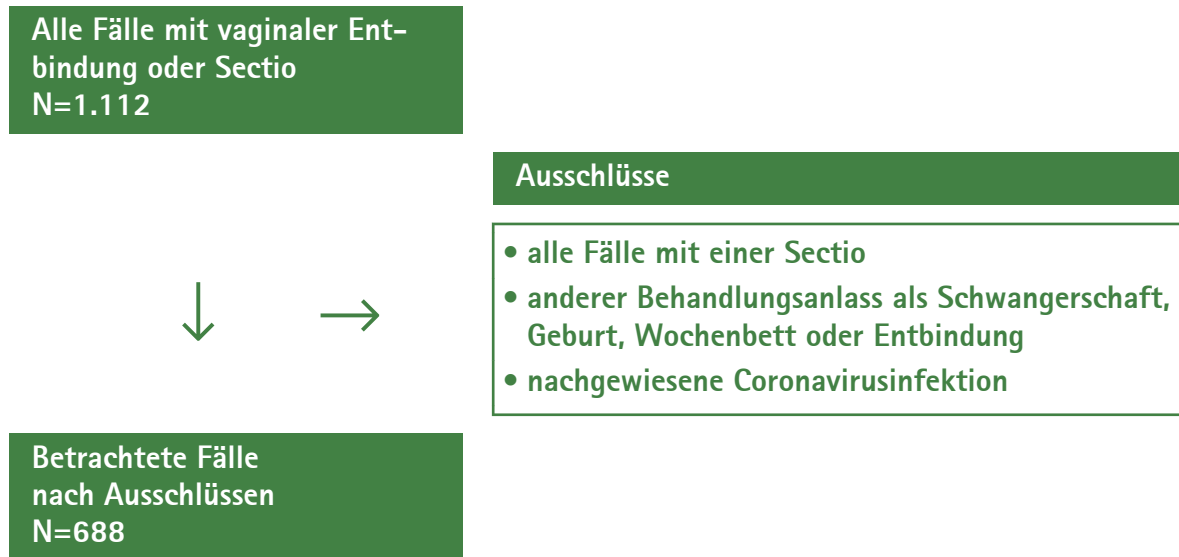 Alle Fälle mit vaginaler Ent-
bindung oder Sectio
N=1.112
Ausschlüsse
• alle Fälle mit einer Sectio
• anderer Behandlungsanlass als Schwangerschaft,
Geburt, Wochenbett oder Entbindung
• nachgewiesene Coronavirusinfektion
Betrachtete Fälle
nach Ausschlüssen
N=688